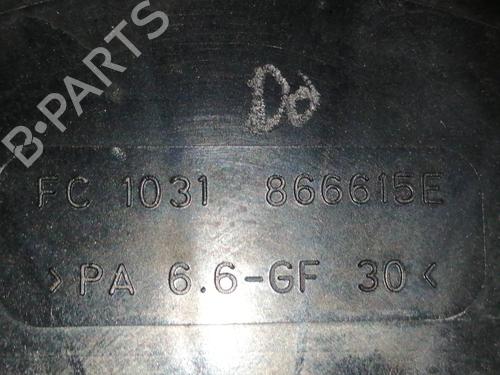 B-PARTS
Do
FC 1031 866615E
>PA 6.6-GF 30<